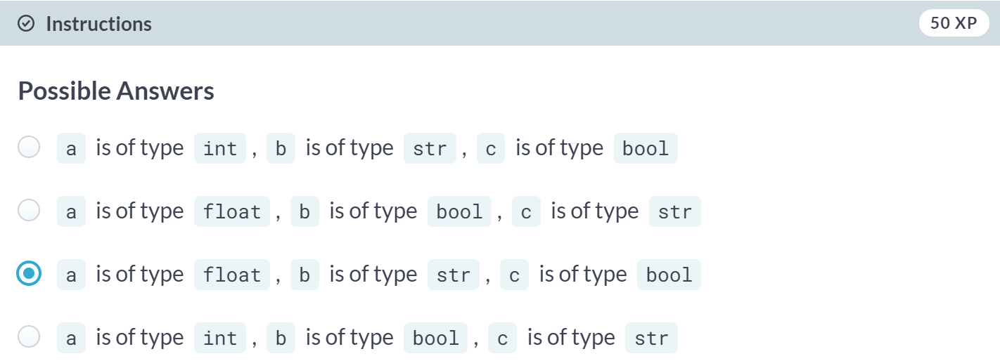 Instructions 50 XP
Possible Answers
a is of type int, b is of type str, c is of type bool
a is of type float, b is of type bool, c is of type str
a is of type float, b is of type str, c is of type bool
a is of type int, b is of type bool, c is of type str